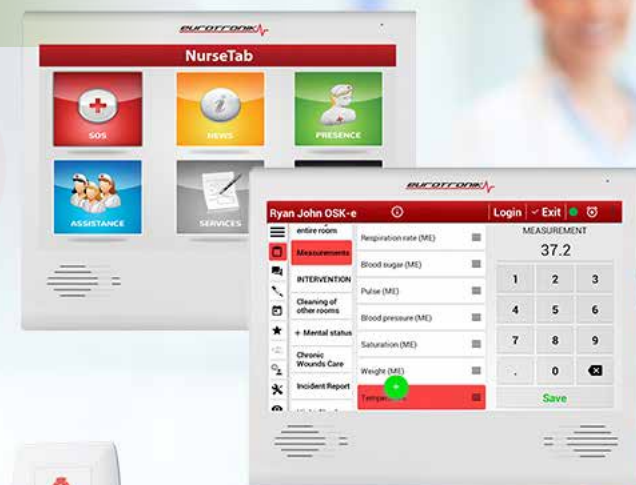 eurotronik
NurseTab
SOS
NEWS
PRESENCE
ASSISTANCE
SERVICES
eurotronik
Ryan John OSK-e
Login
Exit
entire room
Measurements
INTERVENTION
Cleaning of
other rooms
+ Mental status
Chronic
Wounds Care
Incident Report
Respiration rate (ME)
Blood sugar (ME)
Pulse (ME)
Blood pressure (ME)
Saturation (ME)
Weight (ME)
MEASUREMENT
37.2
1 2 3
4 5 6
7 8 9
. 0
Save